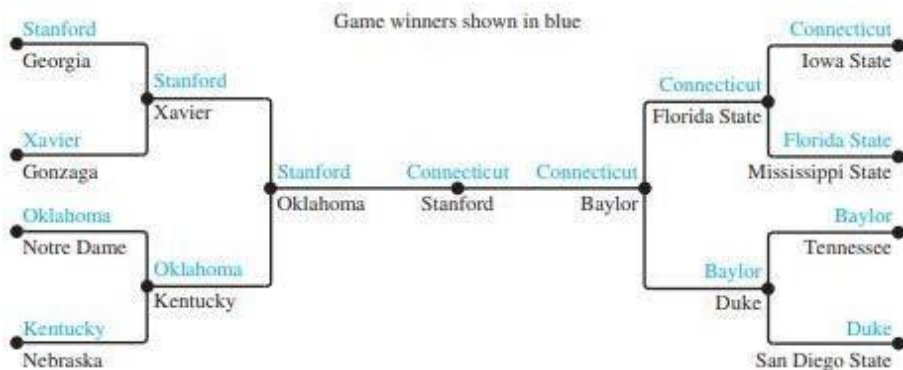 Game winners shown in blue
Stanford
Georgia
Stanford
Xavier
Xavier
Gonzaga
Stanford
Oklahoma
Oklahoma
Notre Dame
Oklahoma
Kentucky
Kentucky
Nebraska
Connecticut
Stanford
Connecticut
Baylor
Connecticut
Florida State
Connecticut
Iowa State
Florida State
Mississippi State
Baylor
Duke
Baylor
Tennessee
Duke
San Diego State